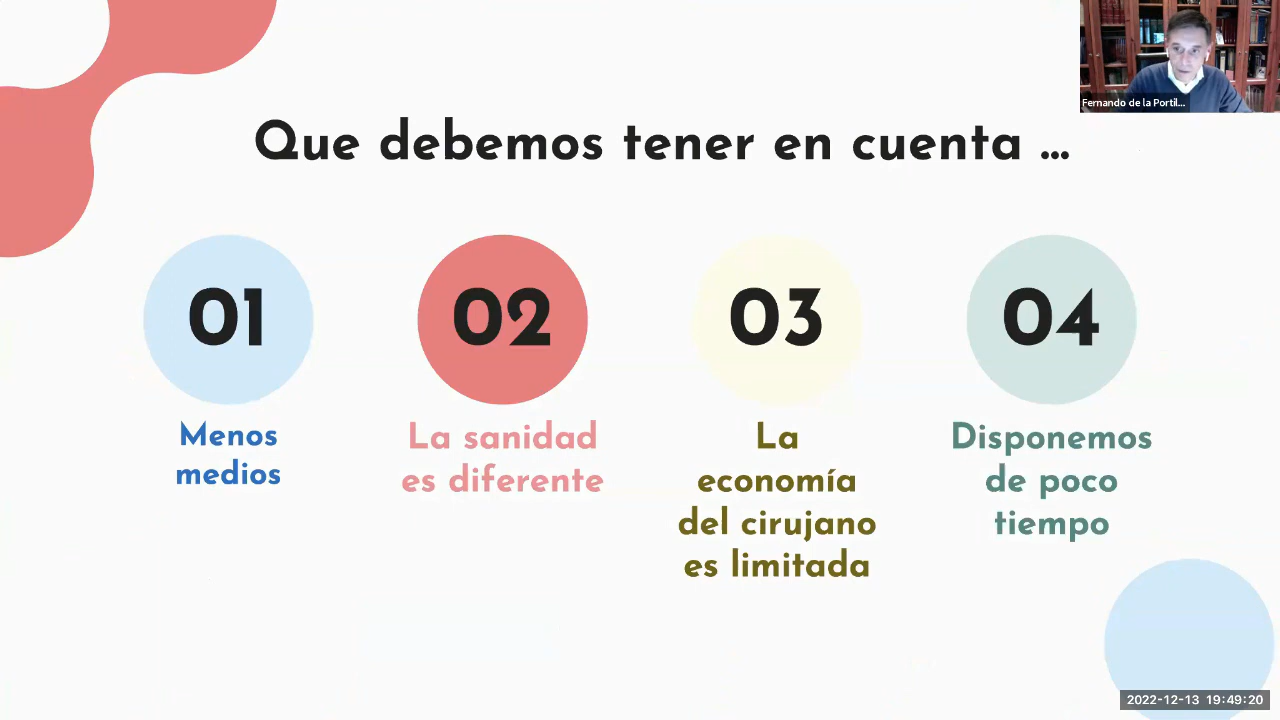 Fernando de la Portil...
Que debemos tener en cuenta ...
01
02
03
04
Menos
medios
La sanidad
es diferente
La
economía
del cirujano
es limitada
Disponemos
de poco
tiempo
2022-12-13 19:49:20